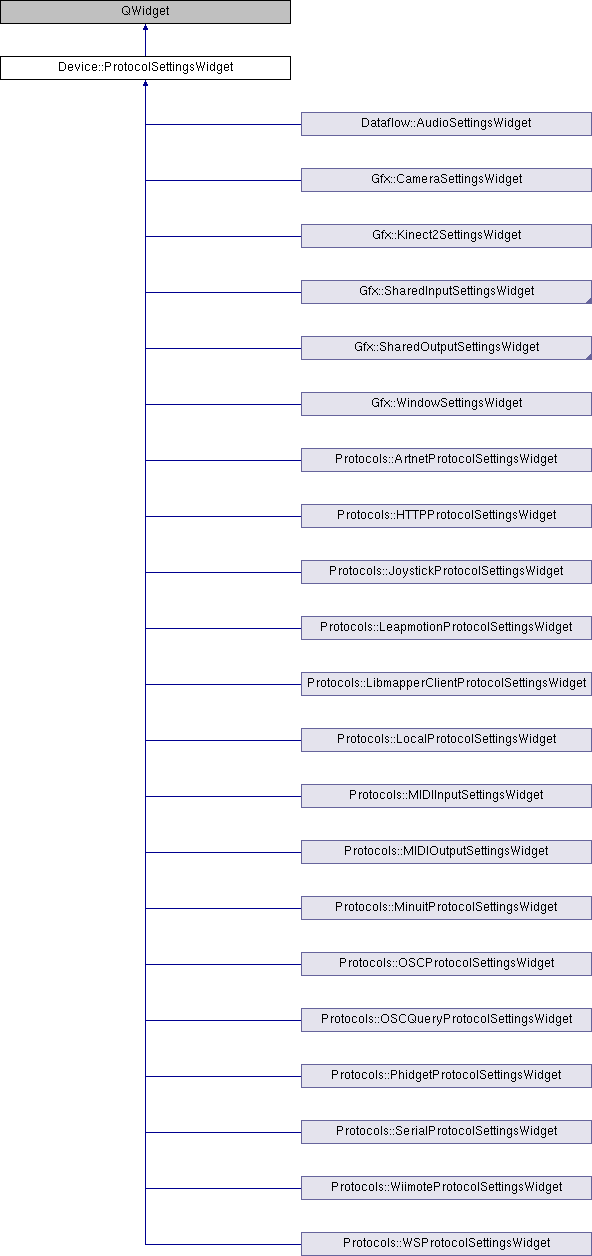 QWidget
Device::ProtocolSettingsWidget
Dataflow::AudioSettingsWidget
Gfx::CameraSettingsWidget
Gfx::Kinect2SettingsWidget
Gfx::SharedInputSettingsWidget
Gfx::SharedOutputSettingsWidget
Gfx::WindowSettingsWidget
Protocols::ArtnetProtocolSettingsWidget
Protocols::HTTPProtocolSettingsWidget
Protocols::JoystickProtocolSettingsWidget
Protocols::LeapmotionProtocolSettingsWidget
Protocols::LibmapperClientProtocolSettingsWidget
Protocols::LocalProtocolSettingsWidget
Protocols::MIDIInputSettingsWidget
Protocols::MIDIOutputSettingsWidget
Protocols::MinuitProtocolSettingsWidget
Protocols::OSCProtocolSettingsWidget
Protocols::OSCQueryProtocolSettingsWidget
Protocols::PhidgetProtocolSettingsWidget
Protocols::SerialProtocolSettingsWidget
Protocols::WiimoteProtocolSettingsWidget
Protocols::WSProtocolSettingsWidget